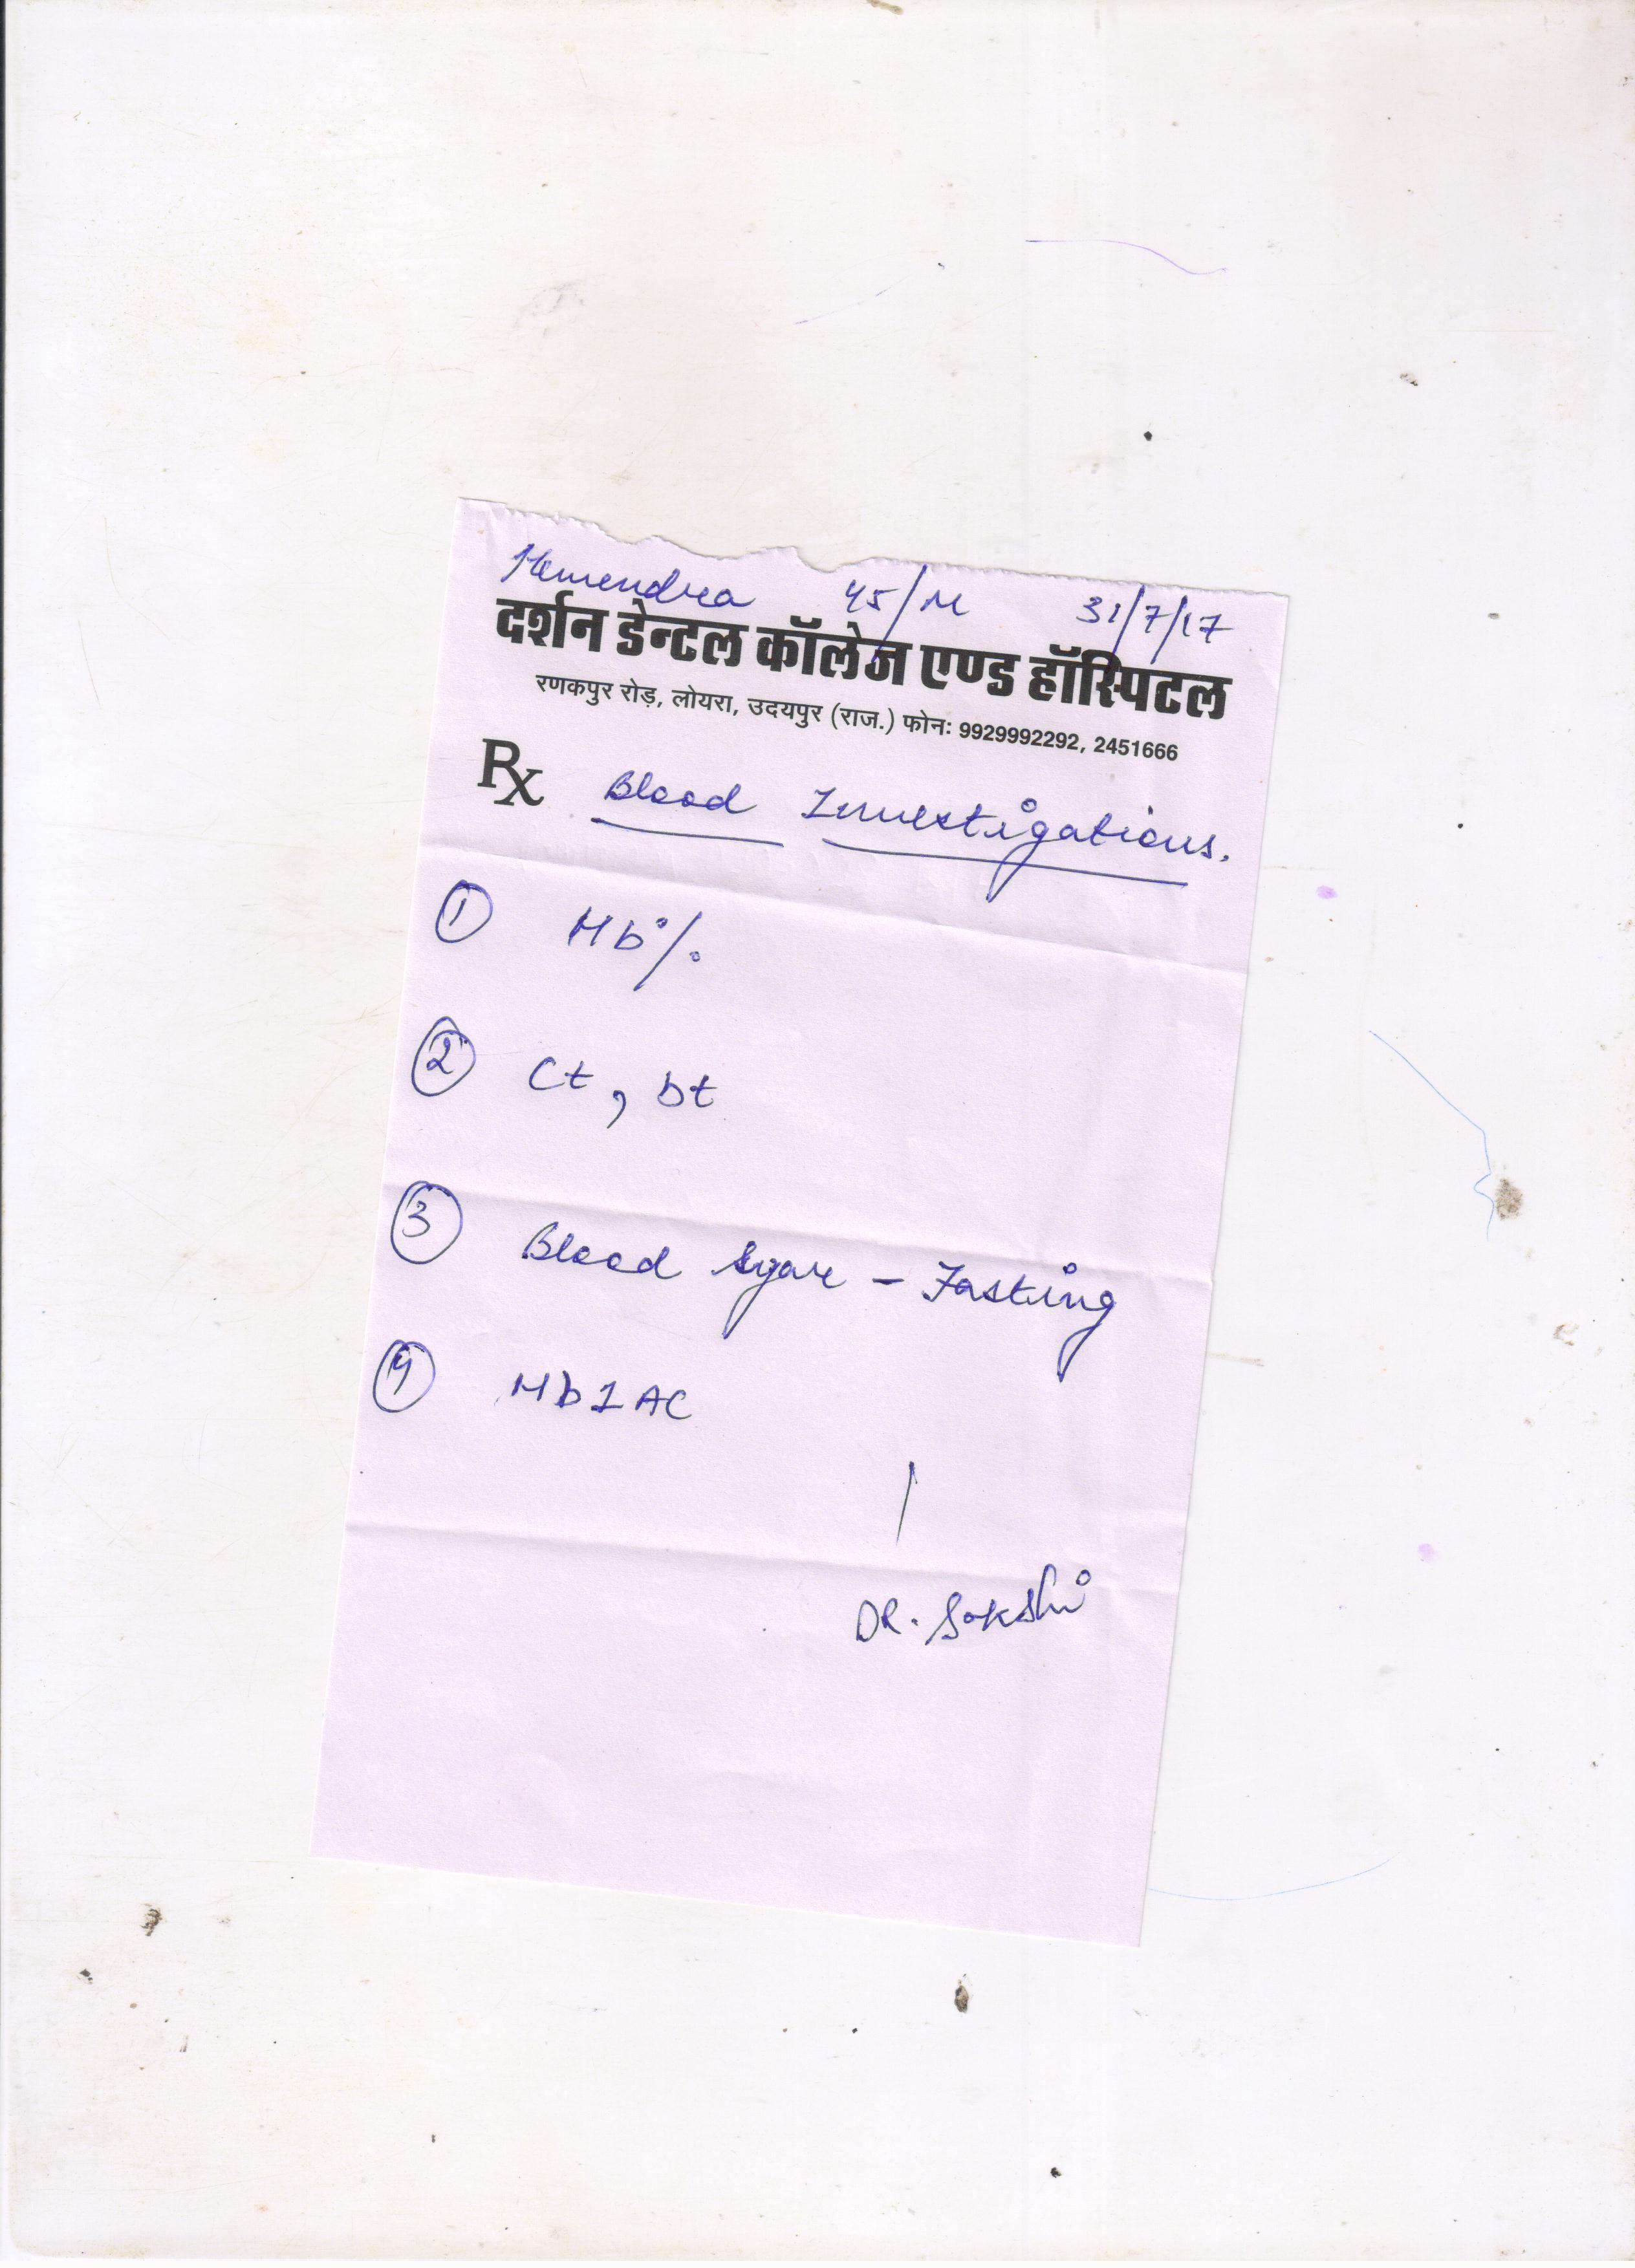 Hemendra 45/M 31/7/17
दर्शन डेन्टल कॉलेज एण्ड हॉस्पिटल
रणकपुर रोड़, लोयरा, उदयपुर (राज.) फोनः 9929992292, 2451666
Rx Blood Investigations.
① Hb%
② Ct, bt
③ Blood sugar - Fasting
④ Hb1AC
DR. Sakshi